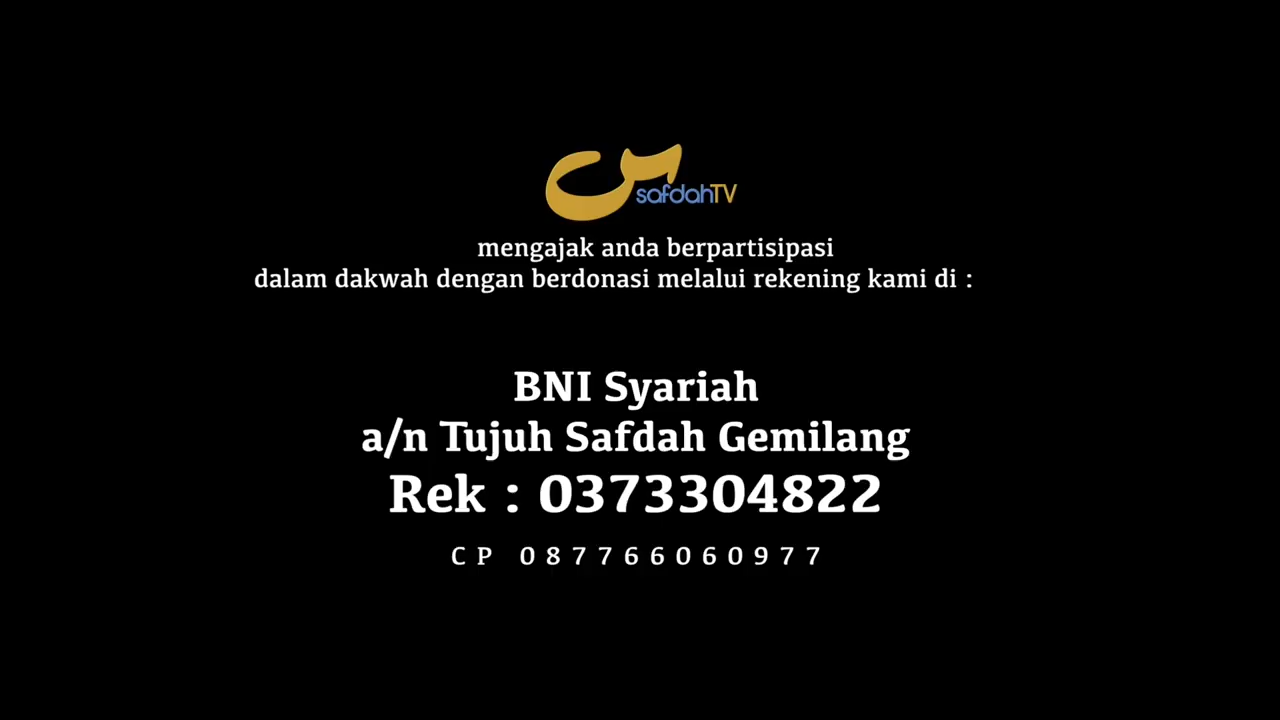 safdahTV
mengajak anda berpartisipasi
dalam dakwah dengan berdonasi melalui rekening kami di :
BNI Syariah
a/n Tujuh Safdah Gemilang
Rek : 0373304822
CP 087766060977